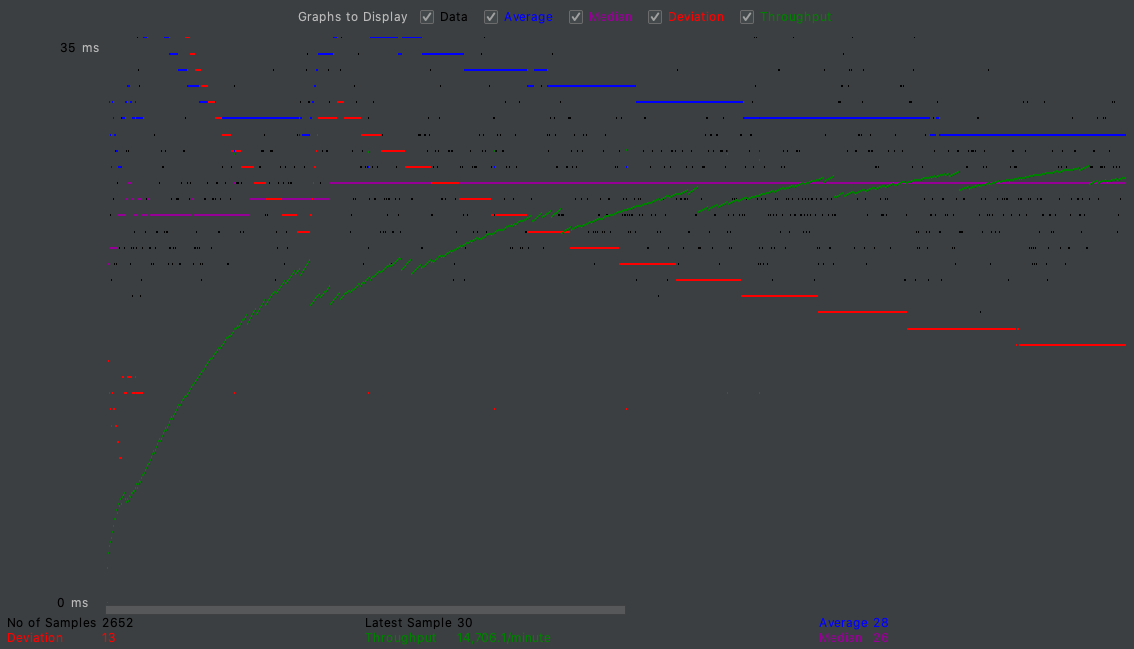 Graphs to Display Data Average Median Deviation Throughput
35 ms
0 ms
No of Samples 2652 Latest Sample 30 Average 28
Deviation 13 Throughput 14,706.1/minute Median 26